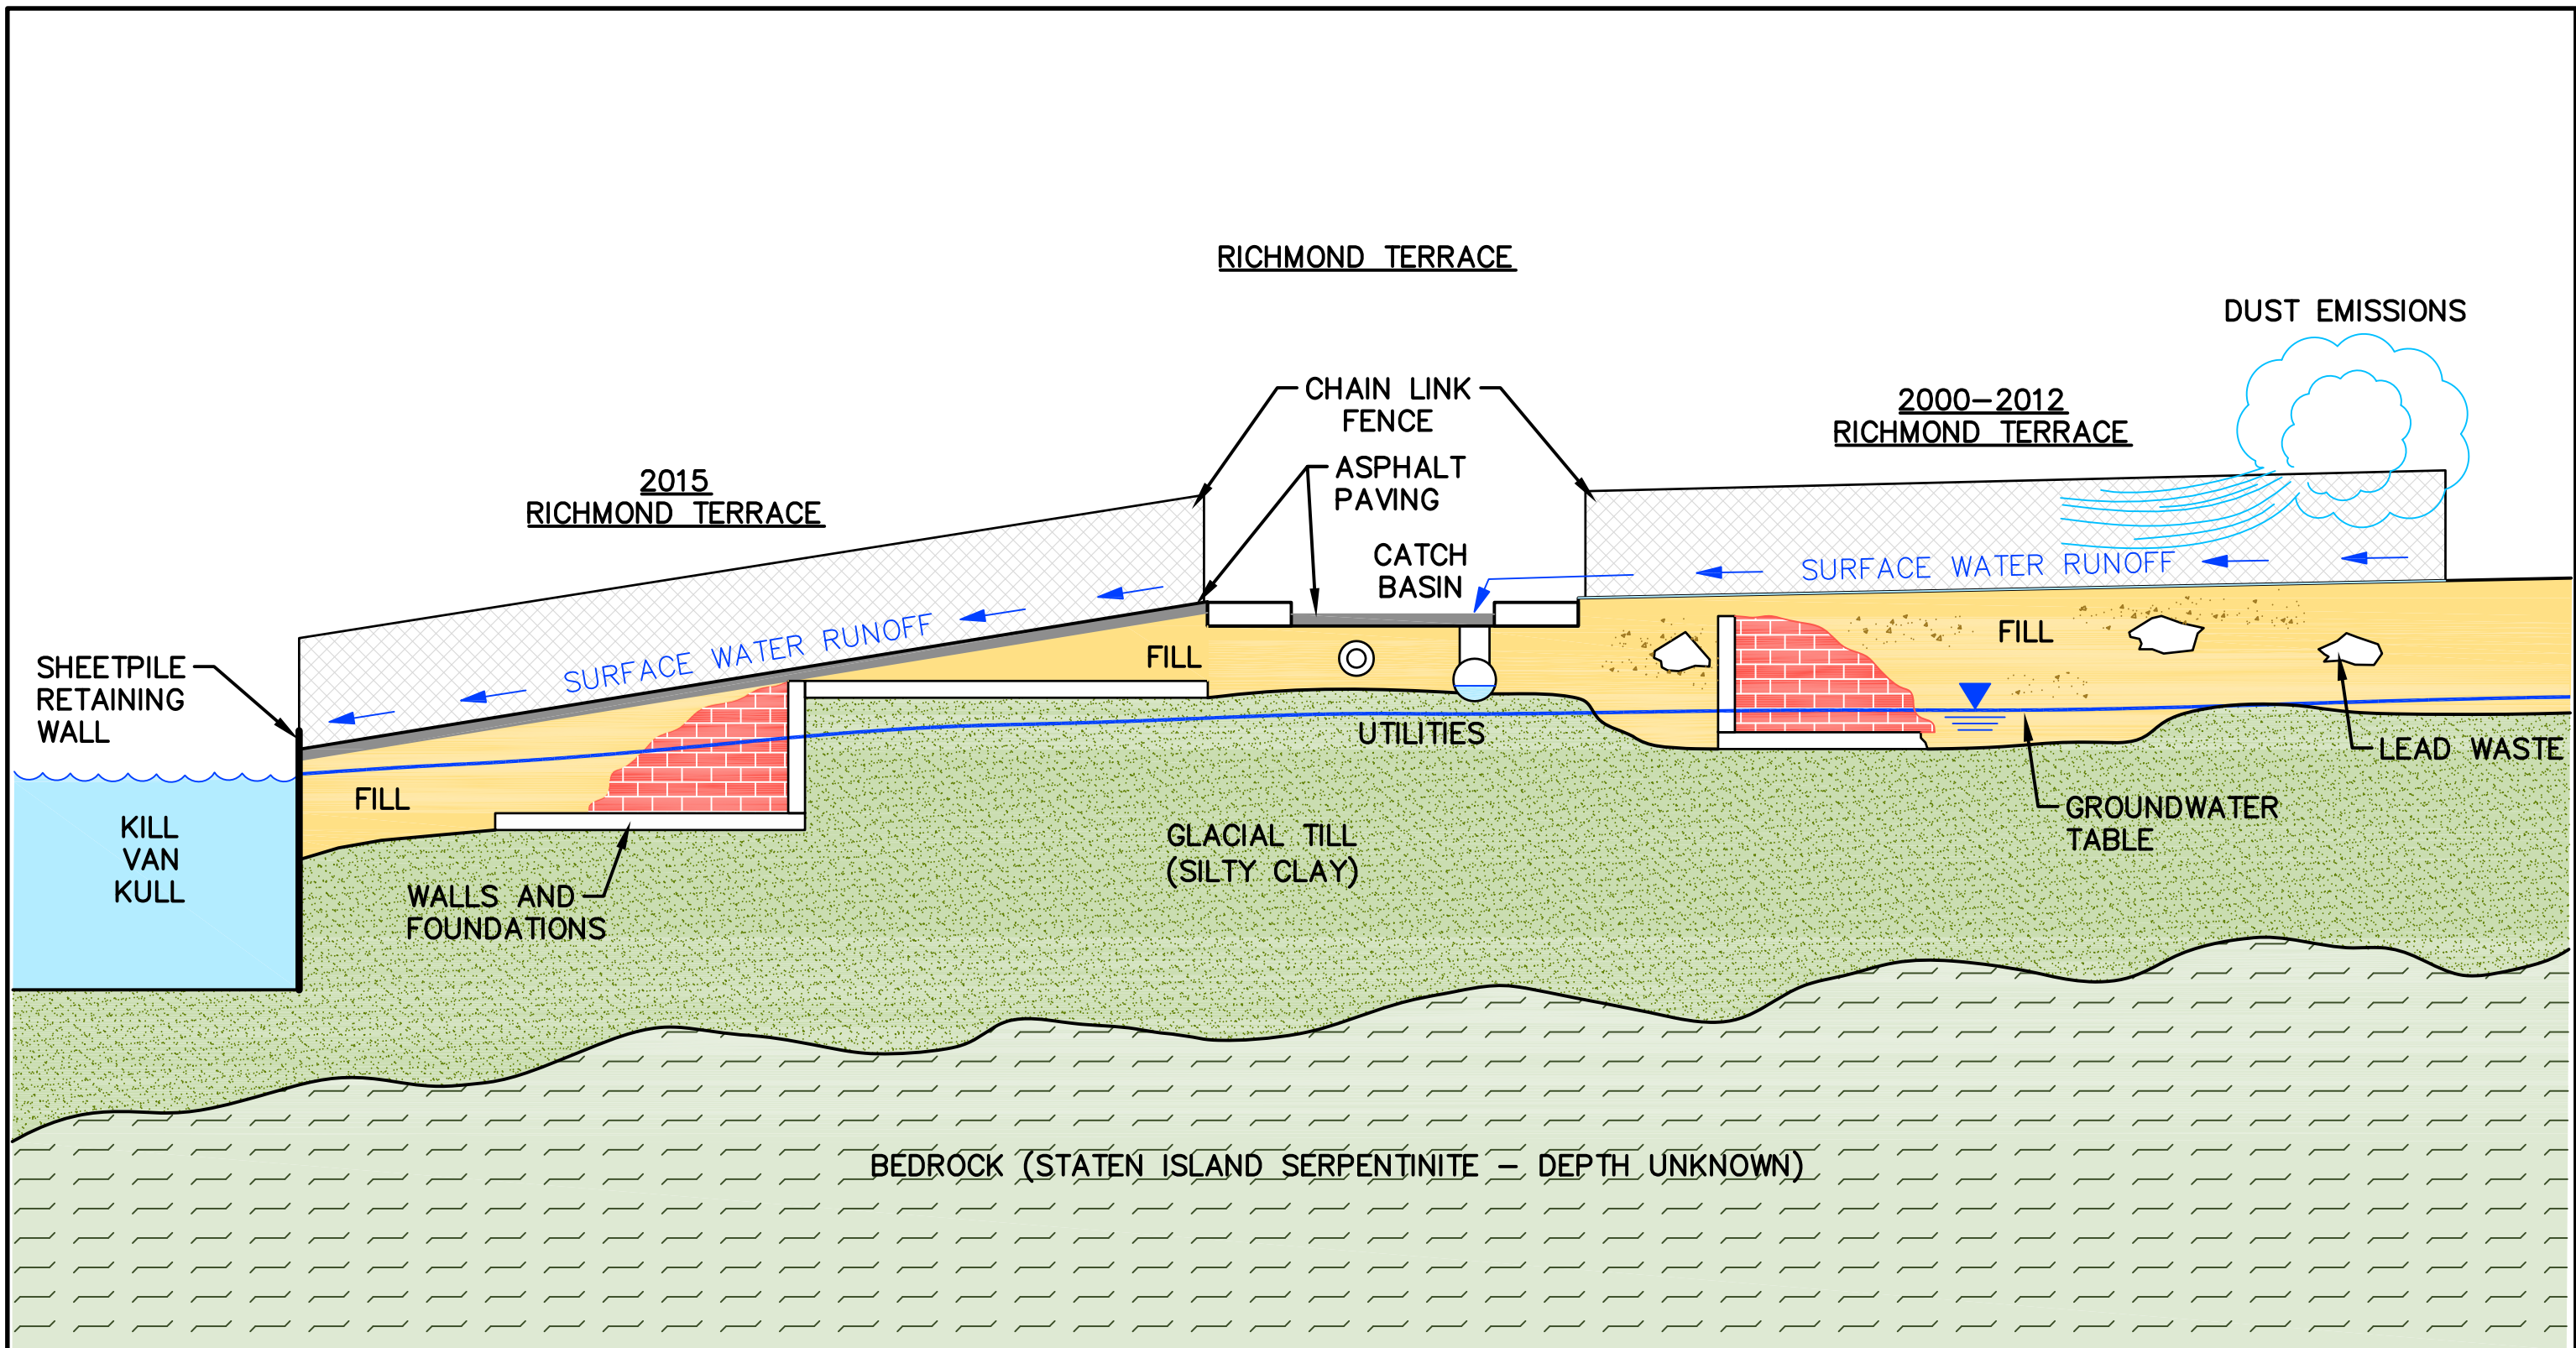 RICHMOND TERRACE
DUST EMISSIONS
CHAIN LINK
FENCE
2000-2012
RICHMOND TERRACE
ASPHALT
PAVING
2015
RICHMOND TERRACE
CATCH
BASIN
SURFACE WATER RUNOFF
SURFACE WATER RUNOFF
FILL
FILL
SHEETPILE
RETAINING
WALL
UTILITIES
LEAD WASTE
FILL
GROUNDWATER
TABLE
KILL
VAN
KULL
GLACIAL TILL
(SILTY CLAY)
WALLS AND
FOUNDATIONS
BEDROCK (STATEN ISLAND SERPENTINITE - DEPTH UNKNOWN)